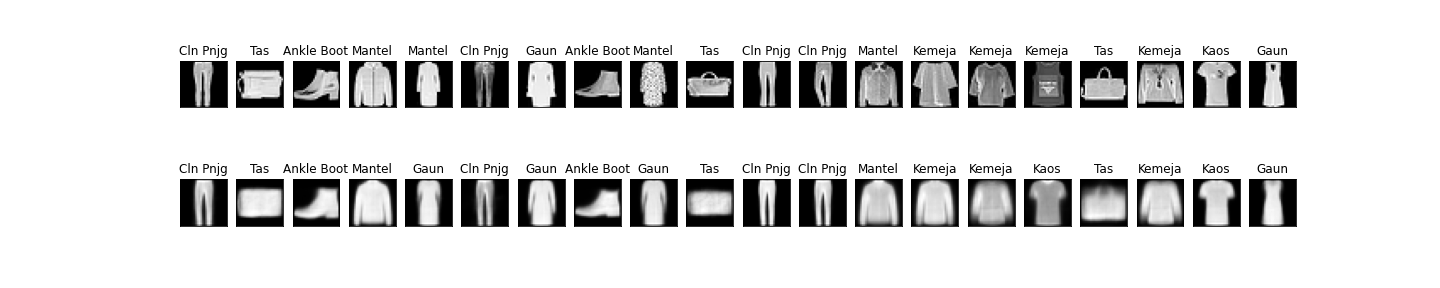 Cln Pnjg Tas Ankle Boot Mantel Mantel Cln Pnjg Gaun Ankle Boot Mantel Tas Cln Pnjg Cln Pnjg Mantel Kemeja Kemeja Kemeja Tas Kemeja Kaos Gaun
Cln Pnjg Tas Ankle Boot Mantel Gaun Cln Pnjg Gaun Ankle Boot Gaun Tas Cln Pnjg Cln Pnjg Mantel Kemeja Kemeja Kaos Tas Kemeja Kaos Gaun